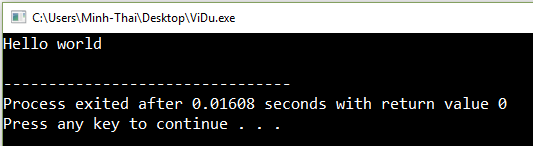 C:\Users\Minh-Thai\Desktop\ViDu.exe
Hello world
--------------------------------
Process exited after 0.01608 seconds with return value 0
Press any key to continue . . .